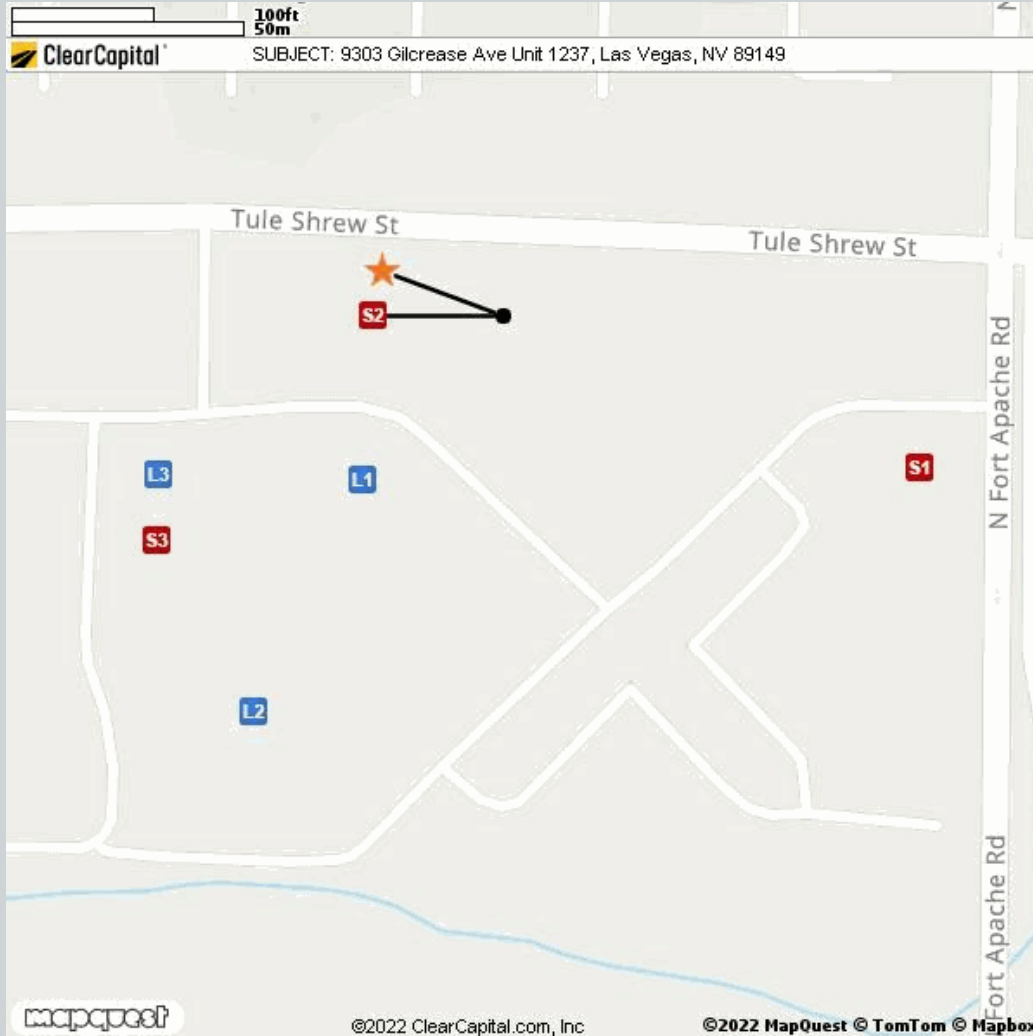 100ft
50m
ClearCapital SUBJECT: 9303 Gilcrease Ave Unit 1237, Las Vegas, NV 89149
N
Tule Shrew St
Tule Shrew St
S2
N Fort Apache Rd
L3
L1
S1
S3
L2
Fort Apache Rd
mapquest
©2022 ClearCapital.com, Inc
©2022 MapQuest © TomTom © Mapbox